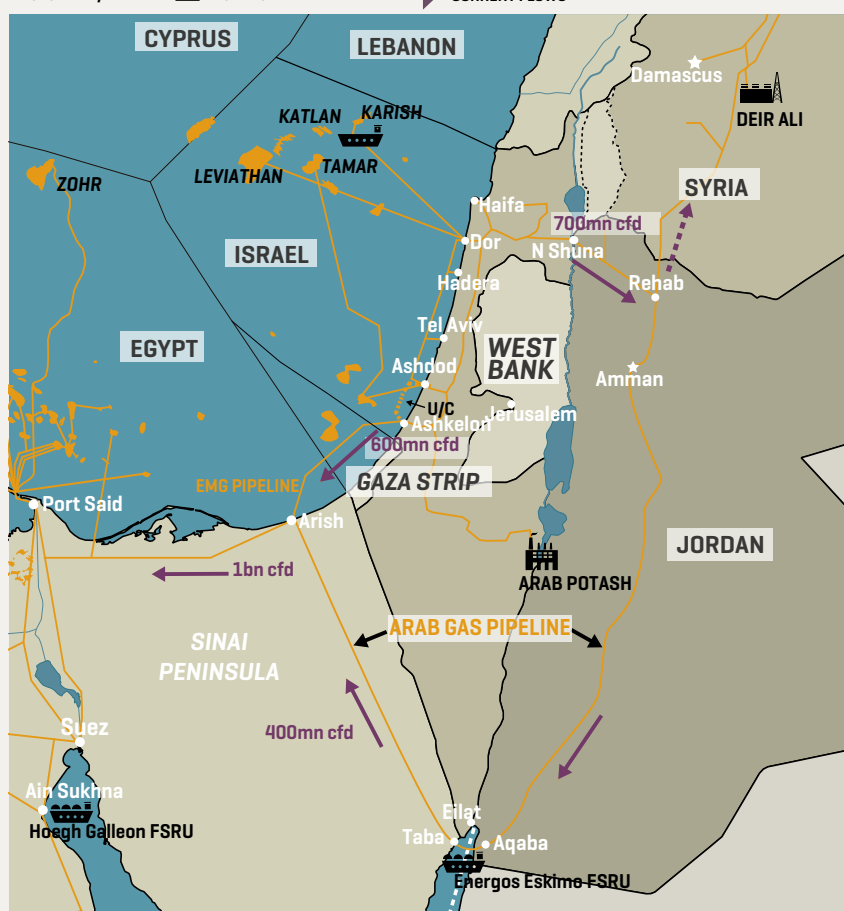 CYPRUS
LEBANON
Damascus
DEIR ALI
KATLAN
KARISH
LEVIATHAN
TAMAR
ZOHR
SYRIA
Haifa
700mn cfd
Dor
N Shuna
ISRAEL
Hadera
Rehab
Tel Aviv
EGYPT
WEST
BANK
Ashdod
Amman
U/C
Jerusalem
Ashkelon
600mn cfd
GAZA STRIP
EMG PIPELINE
Port Said
Arish
JORDAN
1bn cfd
ARAB POTASH
ARAB GAS PIPELINE
SINAI
PENINSULA
400mn cfd
Suez
Ain Sukhna
Hoegh Galleon FSRU
Eilat
Taba
Aqaba
Energos Eskimo FSRU